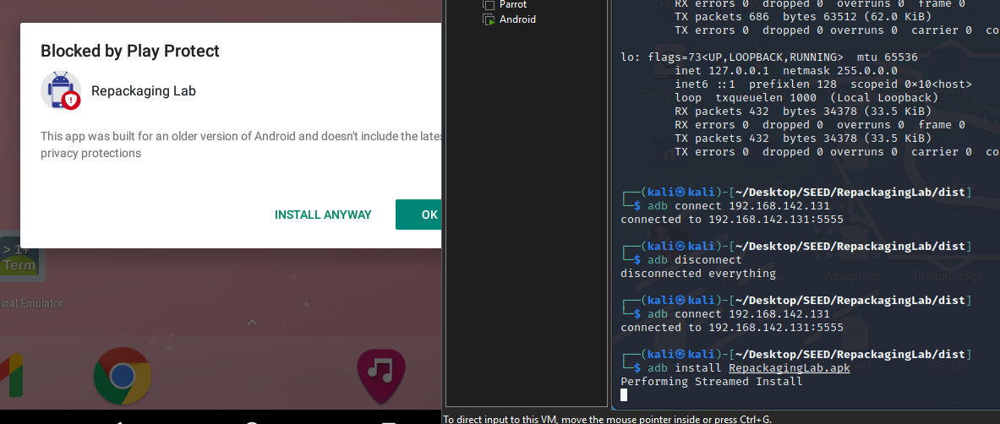 Blocked by Play Protect
Repackaging Lab
This app was built for an older version of Android and doesn't include the late
privacy protections
INSTALL ANYWAY
OK
> 1+
Term
inal Emulator
Parrot
Android
RX errors 0  dropped 0  overruns 0  frame 0
TX packets 686  bytes 63512 (62.0 KiB)
TX errors 0  dropped 0 overruns 0  carrier 0  co
lo: flags=73<UP,LOOPBACK,RUNNING>  mtu 65536
inet 127.0.0.1  netmask 255.0.0.0
inet6 ::1  prefixlen 128  scopeid 0×10<host>
loop  txqueuelen 1000  (Local Loopback)
RX packets 432  bytes 34378 (33.5 KiB)
RX errors 0  dropped 0  overruns 0  frame 0
TX packets 432  bytes 34378 (33.5 KiB)
TX errors 0  dropped 0 overruns 0  carrier 0  co
┌──(kali㉿kali)-[~/Desktop/SEED/RepackagingLab/dist]
└─$ adb connect 192.168.142.131
connected to 192.168.142.131:5555
┌──(kali㉿kali)-[~/Desktop/SEED/RepackagingLab/dist]
└─$ adb disconnect
disconnected everything
┌──(kali㉿kali)-[~/Desktop/SEED/RepackagingLab/dist]
└─$ adb connect 192.168.142.131
connected to 192.168.142.131:5555
┌──(kali㉿kali)-[~/Desktop/SEED/RepackagingLab/dist]
└─$ adb install RepackagingLab.apk
Performing Streamed Install
To direct input to this VM, move the mouse pointer inside or press Ctrl+G.